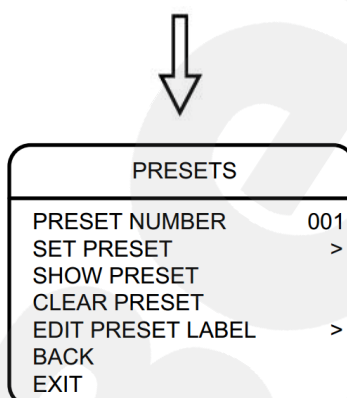 PRESETS
PRESET NUMBER 001
SET PRESET >
SHOW PRESET
CLEAR PRESET
EDIT PRESET LABEL >
BACK
EXIT